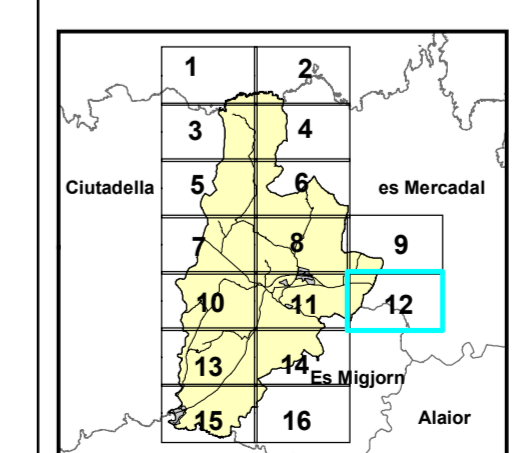 1 2
3 4
Ciutadella 5 6 es Mercadal
7 8 9
10 11 12
13 14 Es Migjorn
15 16 Alaior